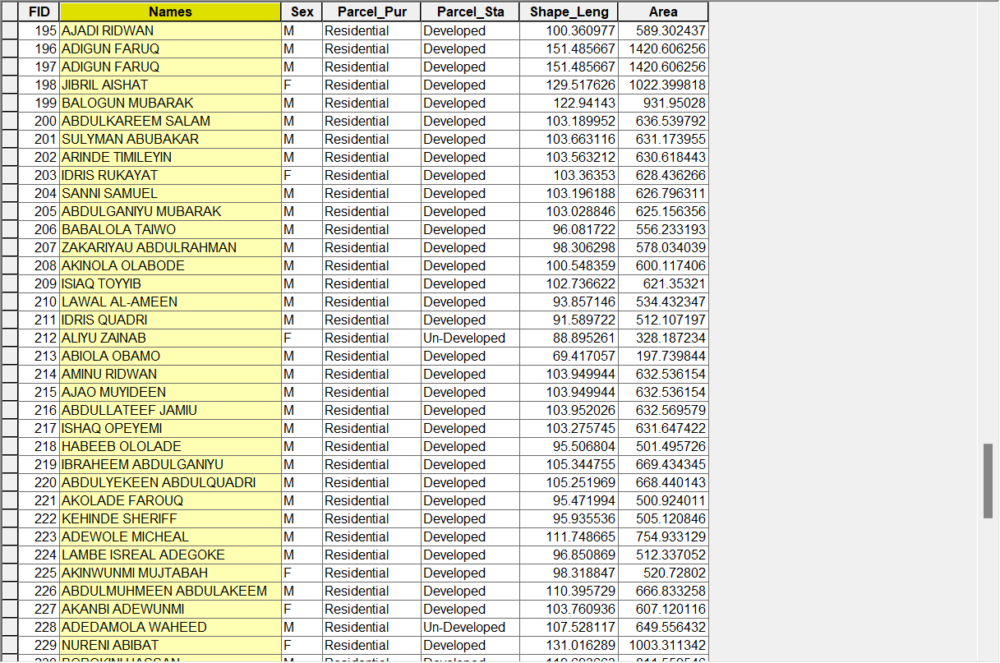 FID Names Sex Parcel_Pur Parcel_Sta Shape_Leng Area
195 AJADI RIDWAN M Residential Developed 100.360977 589.302437
196 ADIGUN FARUQ M Residential Developed 151.485667 1420.606256
197 ADIGUN FARUQ M Residential Developed 151.485667 1420.606256
198 JIBRIL AISHAT F Residential Developed 129.517626 1022.399818
199 BALOGUN MUBARAK M Residential Developed 122.94143 931.95028
200 ABDULKAREEM SALAM M Residential Developed 103.189952 636.539792
201 SULYMAN ABUBAKAR M Residential Developed 103.663116 631.173955
202 ARINDE TIMILEYIN M Residential Developed 103.563212 630.618443
203 IDRIS RUKAYAT F Residential Developed 103.36353 628.436266
204 SANNI SAMUEL M Residential Developed 103.196188 626.796311
205 ABDULGANIYU MUBARAK M Residential Developed 103.028846 625.156356
206 BABALOLA TAIWO M Residential Developed 96.081722 556.233193
207 ZAKARIYAU ABDULRAHMAN M Residential Developed 98.306298 578.034039
208 AKINOLA OLABODE M Residential Developed 100.548359 600.117406
209 ISIAQ TOYYIB M Residential Developed 102.736622 621.35321
210 LAWAL AL-AMEEN M Residential Developed 93.857146 534.432347
211 IDRIS QUADRI M Residential Developed 91.589722 512.107197
212 ALIYU ZAINAB F Residential Un-Developed 88.895261 328.187234
213 ABIOLA OBAMO M Residential Developed 69.417057 197.739844
214 AMINU RIDWAN M Residential Developed 103.949944 632.536154
215 AJAO MUYIDEEN M Residential Developed 103.949944 632.536154
216 ABDULLATEEF JAMIU M Residential Developed 103.952026 632.569579
217 ISHAQ OPEYEMI M Residential Developed 103.275745 631.647422
218 HABEEB OLOLADE M Residential Developed 95.506804 501.495726
219 IBRAHEEM ABDULGANIYU M Residential Developed 105.344755 669.434345
220 ABDULYEKEEN ABDULQUADRI M Residential Developed 105.251969 668.440143
221 AKOLADE FAROUQ M Residential Developed 95.471994 500.924011
222 KEHINDE SHERIFF M Residential Developed 95.935536 505.120846
223 ADEWOLE MICHEAL M Residential Developed 111.748665 754.933129
224 LAMBE ISREAL ADEGOKE M Residential Developed 96.850869 512.337052
225 AKINWUNMI MUJTABAH F Residential Developed 98.318847 520.72802
226 ABDULMUHMEEN ABDULAKEEM M Residential Developed 110.395729 666.833258
227 AKANBI ADEWUNMI F Residential Developed 103.760936 607.120116
228 ADEDAMOLA WAHEED M Residential Un-Developed 107.528117 649.556432
229 NURENI ABIBAT F Residential Developed 131.016289 1003.311342
M Residential Developed